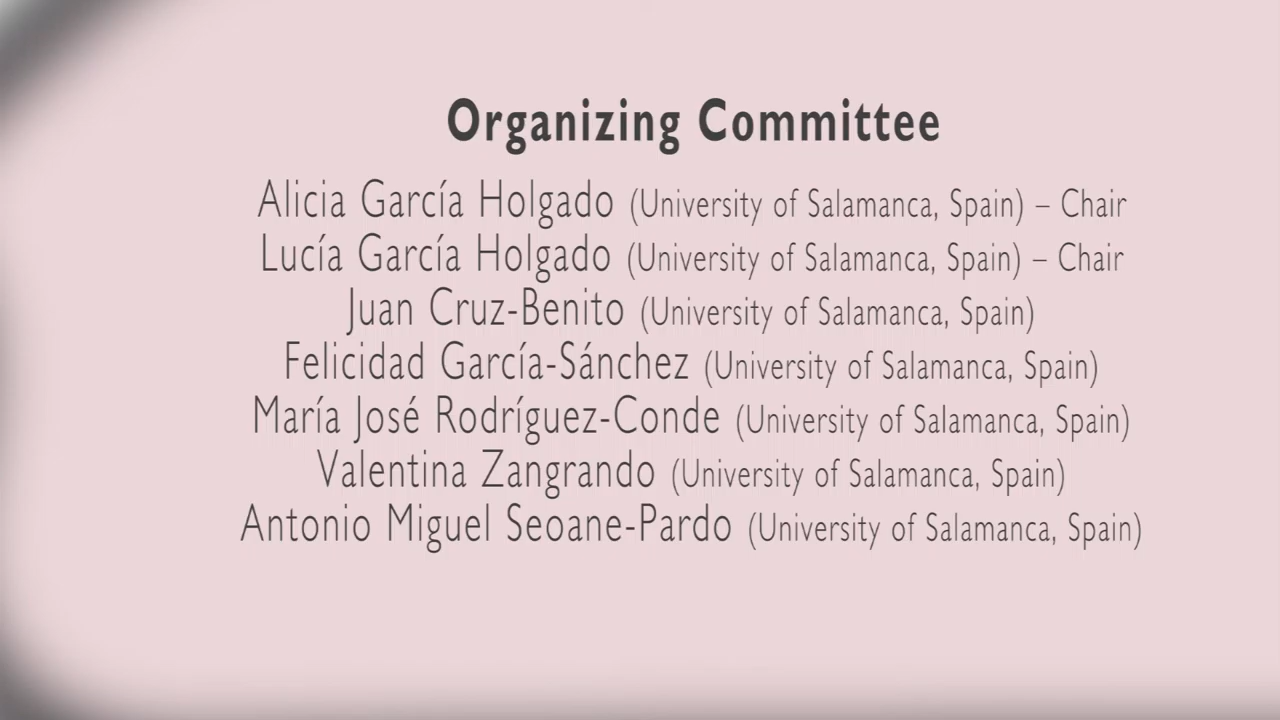 Organizing Committee
Alicia García Holgado (University of Salamanca, Spain) – Chair
Lucía García Holgado (University of Salamanca, Spain) – Chair
Juan Cruz-Benito (University of Salamanca, Spain)
Felicidad García-Sánchez (University of Salamanca, Spain)
María José Rodríguez-Conde (University of Salamanca, Spain)
Valentina Zangrando (University of Salamanca, Spain)
Antonio Miguel Seoane-Pardo (University of Salamanca, Spain)